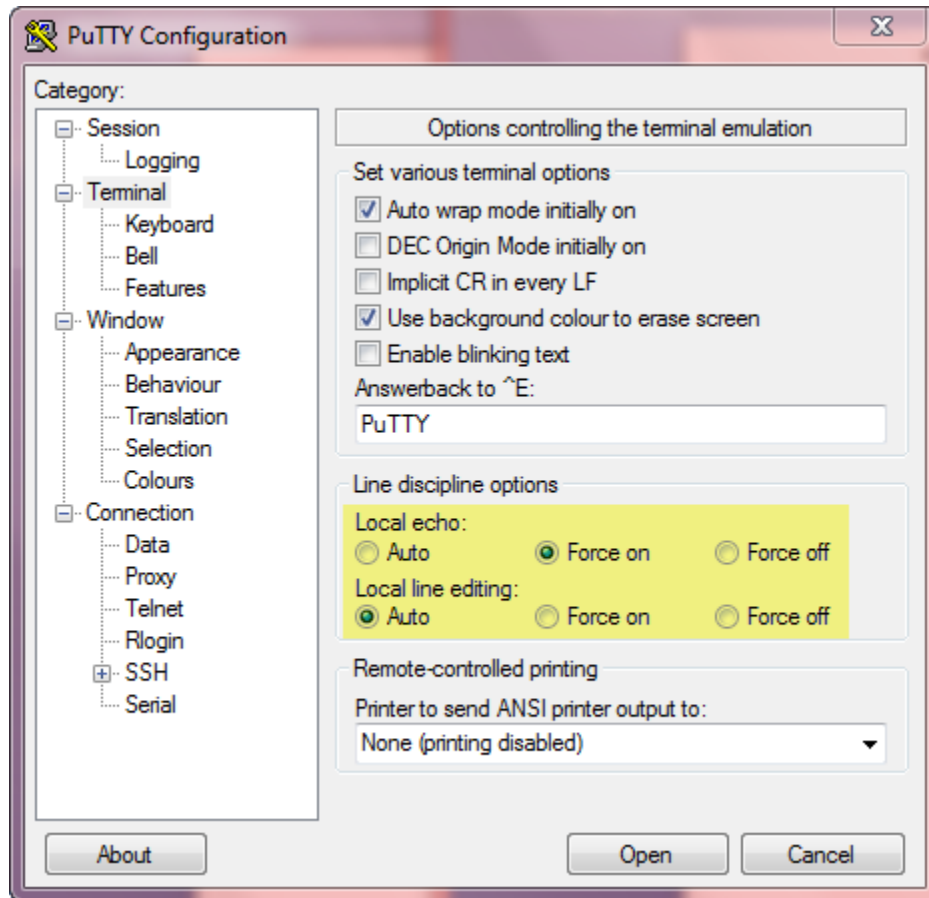 PuTTY Configuration
Category:
Session
Logging
Terminal
Keyboard
Bell
Features
Window
Appearance
Behaviour
Translation
Selection
Colours
Connection
Data
Proxy
Telnet
Rlogin
SSH
Serial
Options controlling the terminal emulation
Set various terminal options
Auto wrap mode initially on
DEC Origin Mode initially on
Implicit CR in every LF
Use background colour to erase screen
Enable blinking text
Answerback to ^E:
PuTTY
Line discipline options
Local echo:
Auto Force on Force off
Local line editing:
Auto Force on Force off
Remote-controlled printing
Printer to send ANSI printer output to:
None (printing disabled)
About Open Cancel